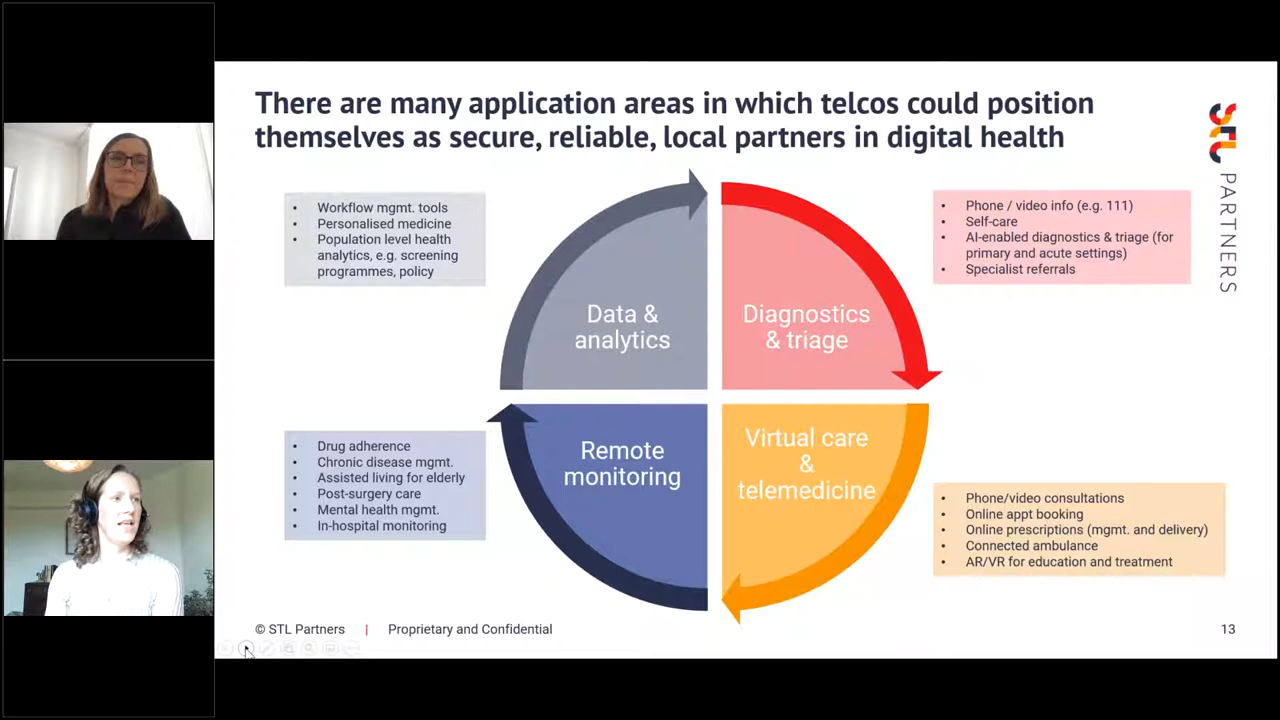 There are many application areas in which telcos could position
themselves as secure, reliable, local partners in digital health
STL
PARTNERS
• Workflow mgmt. tools
• Personalised medicine
• Population level health
analytics, e.g. screening
programmes, policy
• Phone / video info (e.g. 111)
• Self-care
• AI-enabled diagnostics & triage (for
primary and acute settings)
• Specialist referrals
Data &
analytics
Diagnostics
& triage
Remote
monitoring
Virtual care
&
telemedicine
• Drug adherence
• Chronic disease mgmt.
• Assisted living for elderly
• Post-surgery care
• Mental health mgmt.
• In-hospital monitoring
• Phone/video consultations
• Online appt booking
• Online prescriptions (mgmt. and delivery)
• Connected ambulance
• AR/VR for education and treatment
© STL Partners | Proprietary and Confidential
13